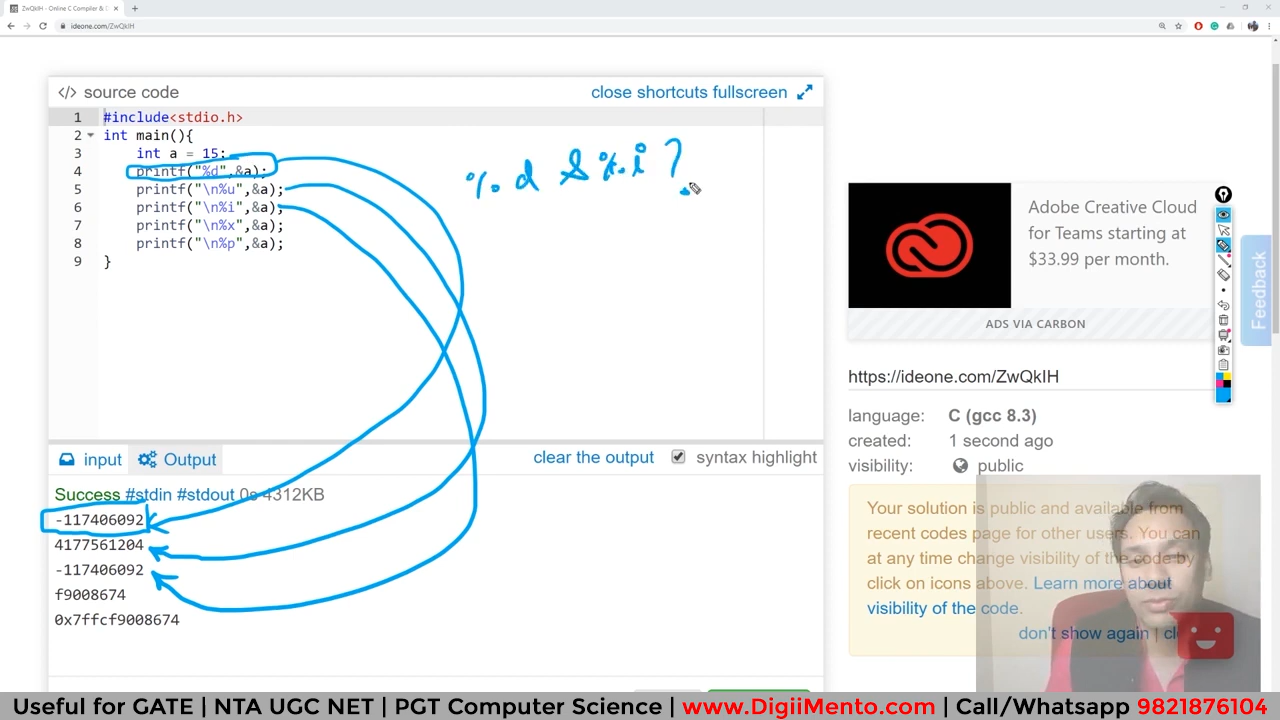 ZwQkIH - Online C Compiler & D
ideone.com/ZwQkIH
</> source code
close shortcuts fullscreen
1 #include<stdio.h>
2 int main(){
3 int a = 15;
4 printf("%d",&a);
5 printf("\n%u",&a);
6 printf("\n%i",&a);
7 printf("\n%x",&a);
8 printf("\n%p",&a);
9 }
%d & %i ?
input
Output
clear the output
syntax highlight
Success #stdin #stdout 0s 4312KB
-117406092
4177561204
-117406092
f9008674
0x7ffcf9008674
Adobe Creative Cloud
for Teams starting at
$33.99 per month.
ADS VIA CARBON
Feedback
https://ideone.com/ZwQkIH
language: C (gcc 8.3)
created: 1 second ago
visibility: public
Your solution is public and available from
recent codes page for other users. You can
at any time change visibility of the code by
click on icons above. Learn more about
visibility of the code.
don't show again |
Useful for GATE | NTA UGC NET | PGT Computer Science | www.DigiiMento.com | Call/Whatsapp 9821876104